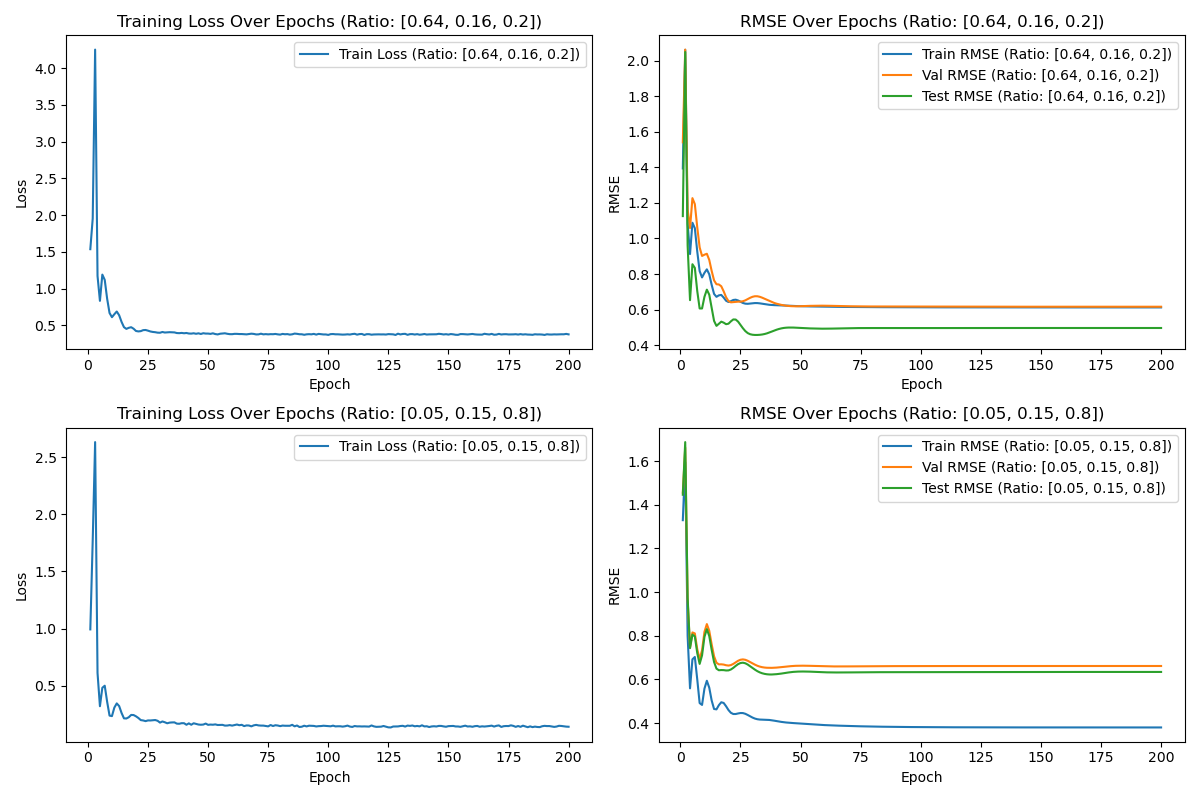 Training Loss Over Epochs (Ratio: [0.64, 0.16, 0.2])
Train Loss (Ratio: [0.64, 0.16, 0.2])
4.0
3.5
3.0
2.5
2.0
1.5
1.0
0.5
Loss
0 25 50 75 100 125 150 175 200
Epoch
RMSE Over Epochs (Ratio: [0.64, 0.16, 0.2])
Train RMSE (Ratio: [0.64, 0.16, 0.2])
Val RMSE (Ratio: [0.64, 0.16, 0.2])
Test RMSE (Ratio: [0.64, 0.16, 0.2])
2.0
1.8
1.6
1.4
1.2
1.0
0.8
0.6
0.4
RMSE
0 25 50 75 100 125 150 175 200
Epoch
Training Loss Over Epochs (Ratio: [0.05, 0.15, 0.8])
Train Loss (Ratio: [0.05, 0.15, 0.8])
2.5
2.0
1.5
1.0
0.5
Loss
0 25 50 75 100 125 150 175 200
Epoch
RMSE Over Epochs (Ratio: [0.05, 0.15, 0.8])
Train RMSE (Ratio: [0.05, 0.15, 0.8])
Val RMSE (Ratio: [0.05, 0.15, 0.8])
Test RMSE (Ratio: [0.05, 0.15, 0.8])
1.6
1.4
1.2
1.0
0.8
0.6
0.4
RMSE
0 25 50 75 100 125 150 175 200
Epoch